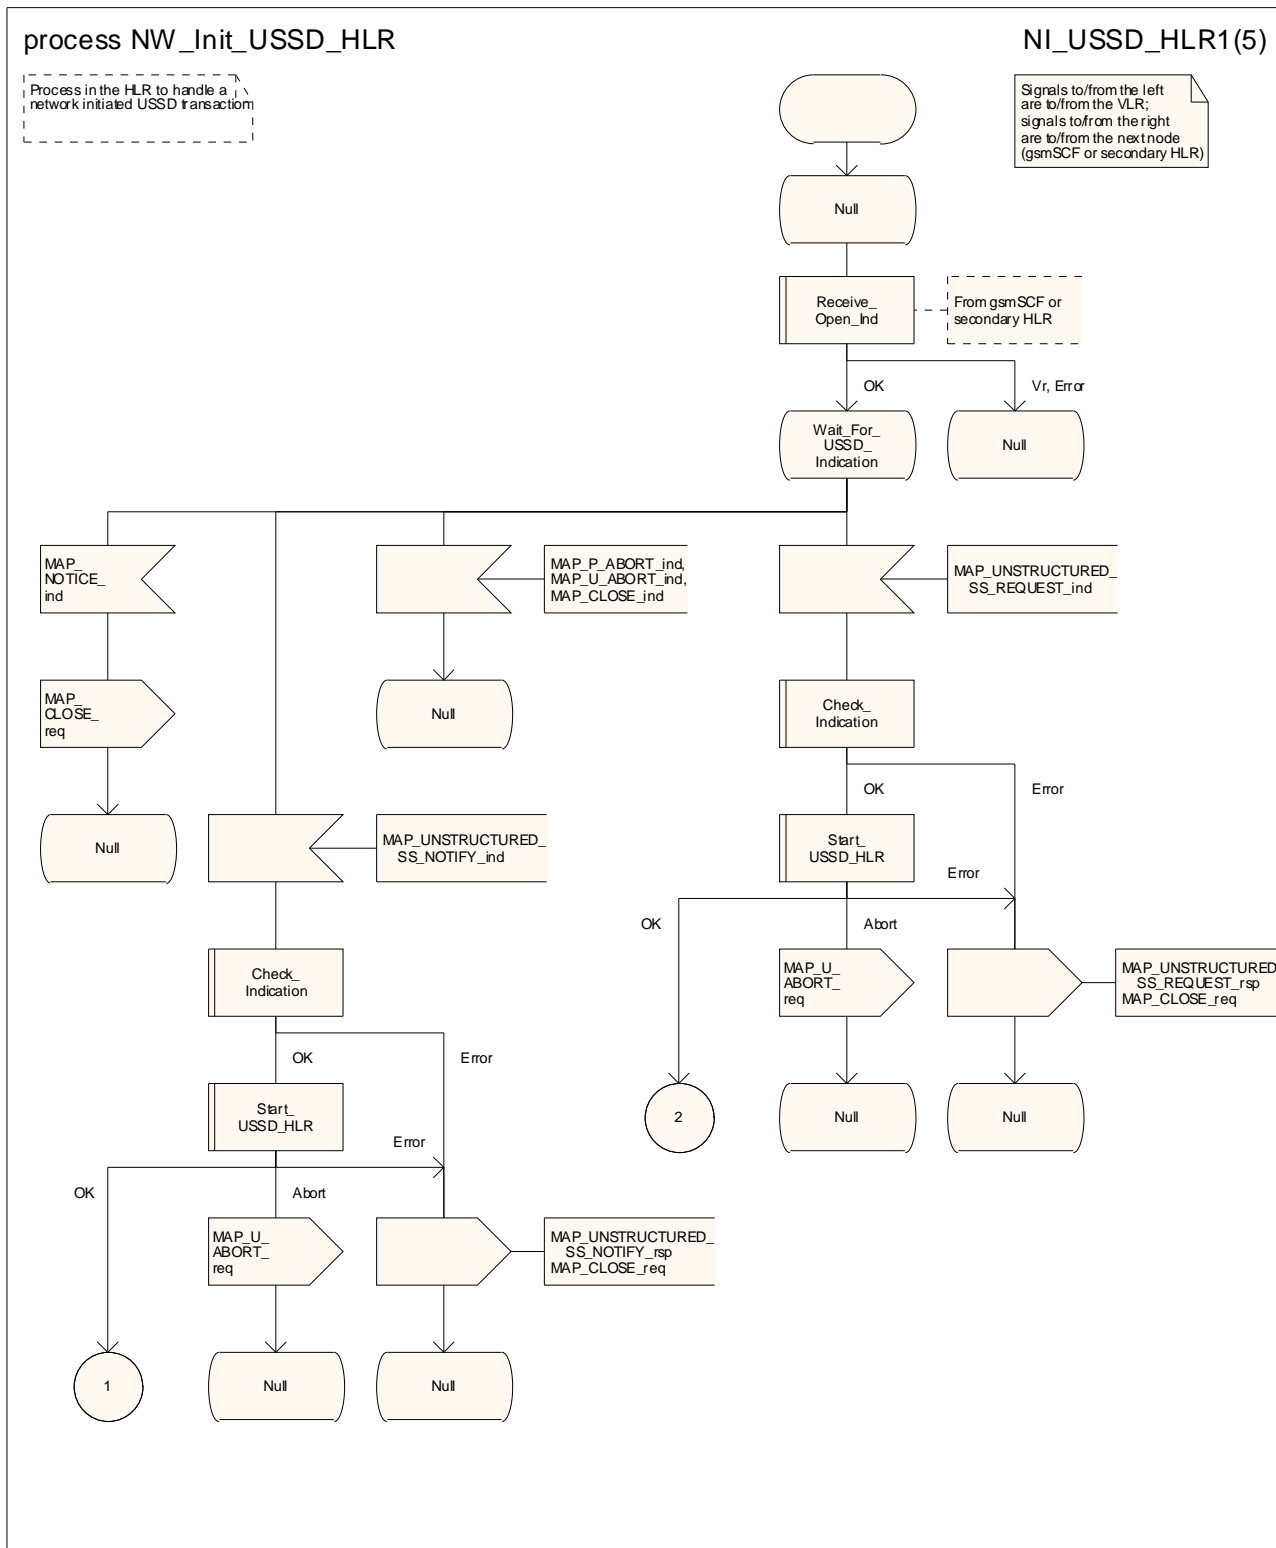 process NW_Init_USSD_HLR
NI_USSD_HLR1(5)
Process in the HLR to handle a
network initiated USSD transaction
Signals to/from the left
are to/from the VLR;
signals to/from the right
are to/from the next node
(gsmSCF or secondary HLR)
Null
Receive_
Open_Ind
From gsmSCF or
secondary HLR
OK
Vr, Error
Wait_For_
USSD_
Indication
Null
MAP_
NOTICE_
ind
MAP_P_ABORT_ind,
MAP_U_ABORT_ind,
MAP_CLOSE_ind
MAP_UNSTRUCTURED_
SS_REQUEST_ind
MAP_
CLOSE_
req
Null
Check_
Indication
OK
Error
Null
MAP_UNSTRUCTURED_
SS_NOTIFY_ind
Start_
USSD_HLR
Error
OK
Abort
Check_
Indication
MAP_U_
ABORT_
req
MAP_UNSTRUCTURED_
SS_REQUEST_rsp
MAP_CLOSE_req
OK
Error
Start_
USSD_HLR
2
Null
Null
Error
OK
Abort
MAP_U_
ABORT_
req
MAP_UNSTRUCTURED_
SS_NOTIFY_rsp
MAP_CLOSE_req
1
Null
Null